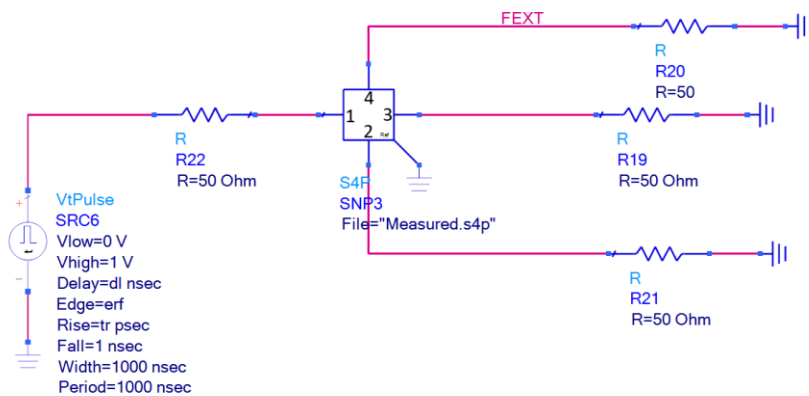 FEXT
R
R20
R=50
4
1
3
2
Ref
R
R22
R=50 Ohm
R
R19
R=50 Ohm
S4P
SNP3
File="Measured.s4p"
VtPulse
SRC6
Vlow=0 V
Vhigh=1 V
Delay=dl nsec
Edge=erf
Rise=tr psec
Fall=1 nsec
Width=1000 nsec
Period=1000 nsec
R
R21
R=50 Ohm